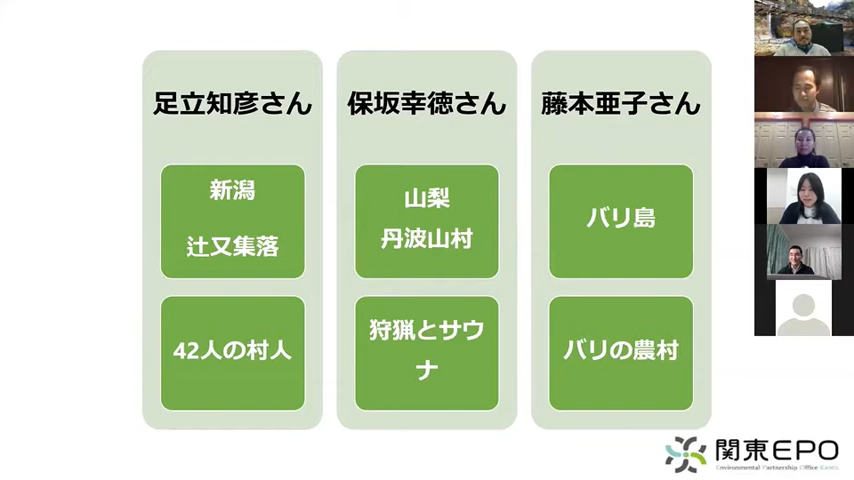 足立知彦さん
新潟
辻又集落
42人の村人
保坂幸徳さん
山梨
丹波山村
狩猟とサウ
ナ
藤本亜子さん
バリ島
バリの農村
関東EPO
Environmental Partnership Office Kanto